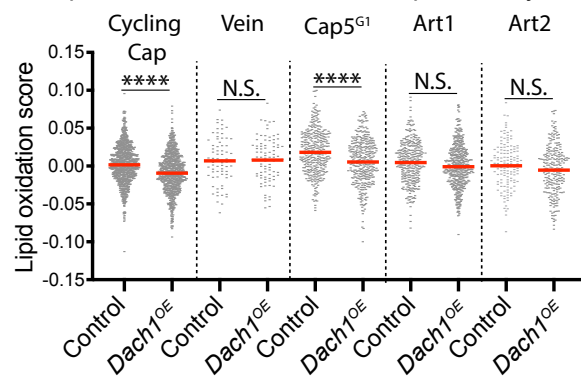 Cycling Cap
Vein
Cap5G1
Art1
Art2
****
N.S.
****
N.S.
N.S.
Lipid oxidation score
0.15
0.10
0.05
0.00
-0.05
-0.10
-0.15
Control
Dach1OE
Control
Dach1OE
Control
Dach1OE
Control
Dach1OE
Control
Dach1OE